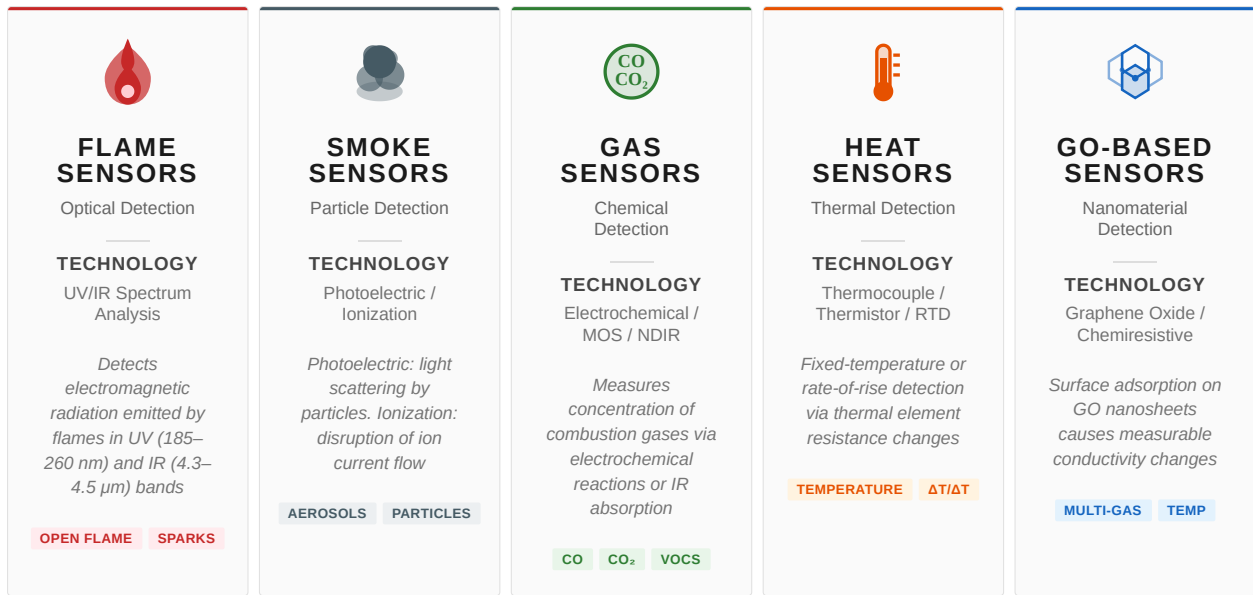 FLAME
SENSORS
Optical Detection
TECHNOLOGY
UV/IR Spectrum
Analysis
Detects
electromagnetic
radiation emitted by
flames in UV (185–
260 nm) and IR (4.3–
4.5 μm) bands
OPEN FLAME SPARKS
SMOKE
SENSORS
Particle Detection
TECHNOLOGY
Photoelectric /
Ionization
Photoelectric: light
scattering by
particles. Ionization:
disruption of ion
current flow
AEROSOLS PARTICLES
CO
CO₂
GAS
SENSORS
Chemical
Detection
TECHNOLOGY
Electrochemical /
MOS / NDIR
Measures
concentration of
combustion gases via
electrochemical
reactions or IR
absorption
CO CO₂ VOCS
HEAT
SENSORS
Thermal Detection
TECHNOLOGY
Thermocouple /
Thermistor / RTD
Fixed-temperature or
rate-of-rise detection
via thermal element
resistance changes
TEMPERATURE ΔT/ΔT
GO-BASED
SENSORS
Nanomaterial
Detection
TECHNOLOGY
Graphene Oxide /
Chemiresistive
Surface adsorption on
GO nanosheets
causes measurable
conductivity changes
MULTI-GAS TEMP